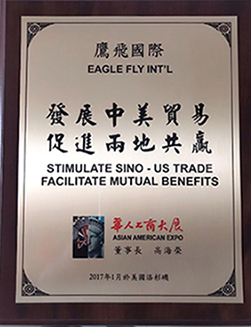 鷹飛國際
EAGLE FLY INT'L
發展中美貿易
促進兩地共贏
STIMULATE SINO - US TRADE
FACILITATE MUTUAL BENEFITS
華人工商大展
ASIAN AMERICAN EXPO
董事長 高海榮
2017年1月於美國洛杉磯